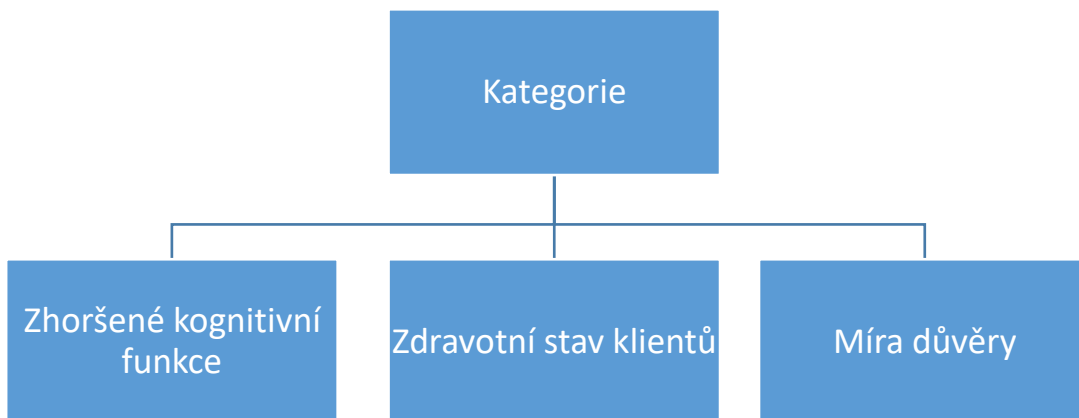 Kategorie
Zhoršené kognitivní
funkce
Zdravotní stav klientů
Míra důvěry